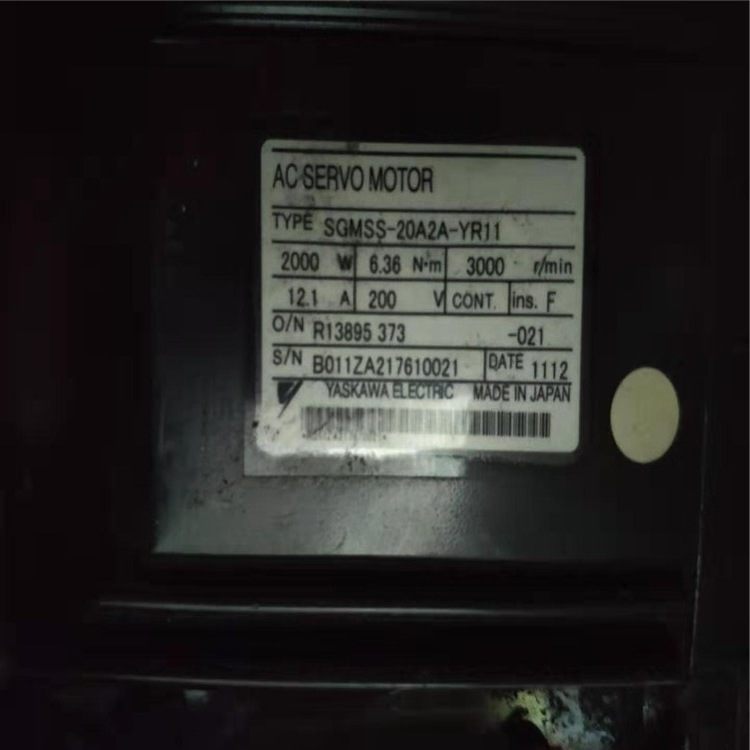 AC SERVO MOTOR
TYPE SGMSS-20A2A-YR11
2000 W 6.36 N·m 3000 r/min
12.1 A 200 V CONT. ins. F
O/N R13895 373 -021
S/N B011ZA217610021 DATE 1112
YASKAWA ELECTRIC MADE IN JAPAN